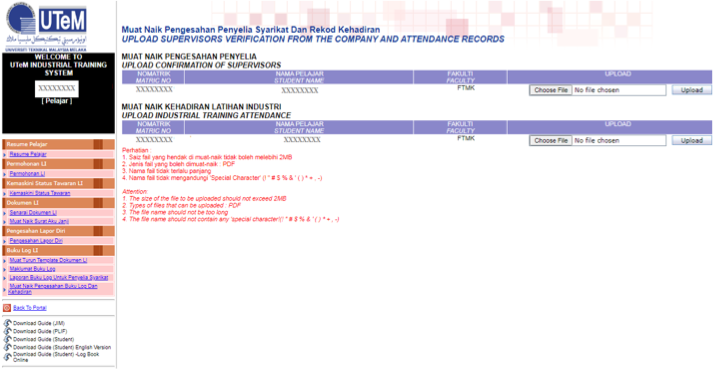 UTeM
UNIVERSITI TEKNIKAL MALAYSIA MELAKA
WELCOME TO
UTeM INDUSTRIAL TRAINING
SYSTEM
XXXXXXXX
[ Pelajar ]
Resume Pelajar
Resume Pelajar
Permohonan LI
Permohonan LI
Kemaskini Status Tawaran LI
Kemaskini Status Tawaran
Dokumen LI
Senarai Dokumen LI
Muat Naik Surat Aku Janji
Pengesahan Lapor Diri
Pengesahan Lapor Diri
Buku Log LI
Muat Turun Template Dokumen LI
Maklumat Buku Log
Laporan Buku Log Untuk Penyelia Syarikat
Muat Naik Pengesahan Buku Log Dan
Kehadiran
Back To Portal
Download Guide (JIM)
Download Guide (PLIF)
Download Guide (Student)
Download Guide (Student) English Version
Download Guide (Student) -Log Book
Online
Muat Naik Pengesahan Penyelia Syarikat Dan Rekod Kehadiran
UPLOAD SUPERVISORS VERIFICATION FROM THE COMPANY AND ATTENDANCE RECORDS
MUAT NAIK PENGESAHAN PENYELIA
UPLOAD CONFIRMATION OF SUPERVISORS
NOMATRIK NAMA PELAJAR FAKULTI UPLOAD
MATRIC NO STUDENT NAME FACULTY
XXXXXXXX XXXXXXXX FTMK Choose File No file chosen Upload
MUAT NAIK KEHADIRAN LATIHAN INDUSTRI
UPLOAD INDUSTRIAL TRAINING ATTENDANCE
NOMATRIK NAMA PELAJAR FAKULTI UPLOAD
MATRIC NO STUDENT NAME FACULTY
XXXXXXXX XXXXXXXX FTMK Choose File No file chosen Upload
Perhatian :
1. Saiz fail yang hendak di muat-naik tidak boleh melebihi 2MB
2. Jenis fail yang boleh dimuat-naik : PDF
3. Nama fail tidak terlalu panjang
4. Nama fail tidak mengandungi 'Special Character' (! " # $ % & ' ( ) * + , -)
Attention:
1. The size of the file to be uploaded should not exceed 2MB
2. Types of files that can be uploaded : PDF
3. The file name should not be too long
4. The file name should not contain any 'special character'(! " # $ % & ' ( ) * + , -)